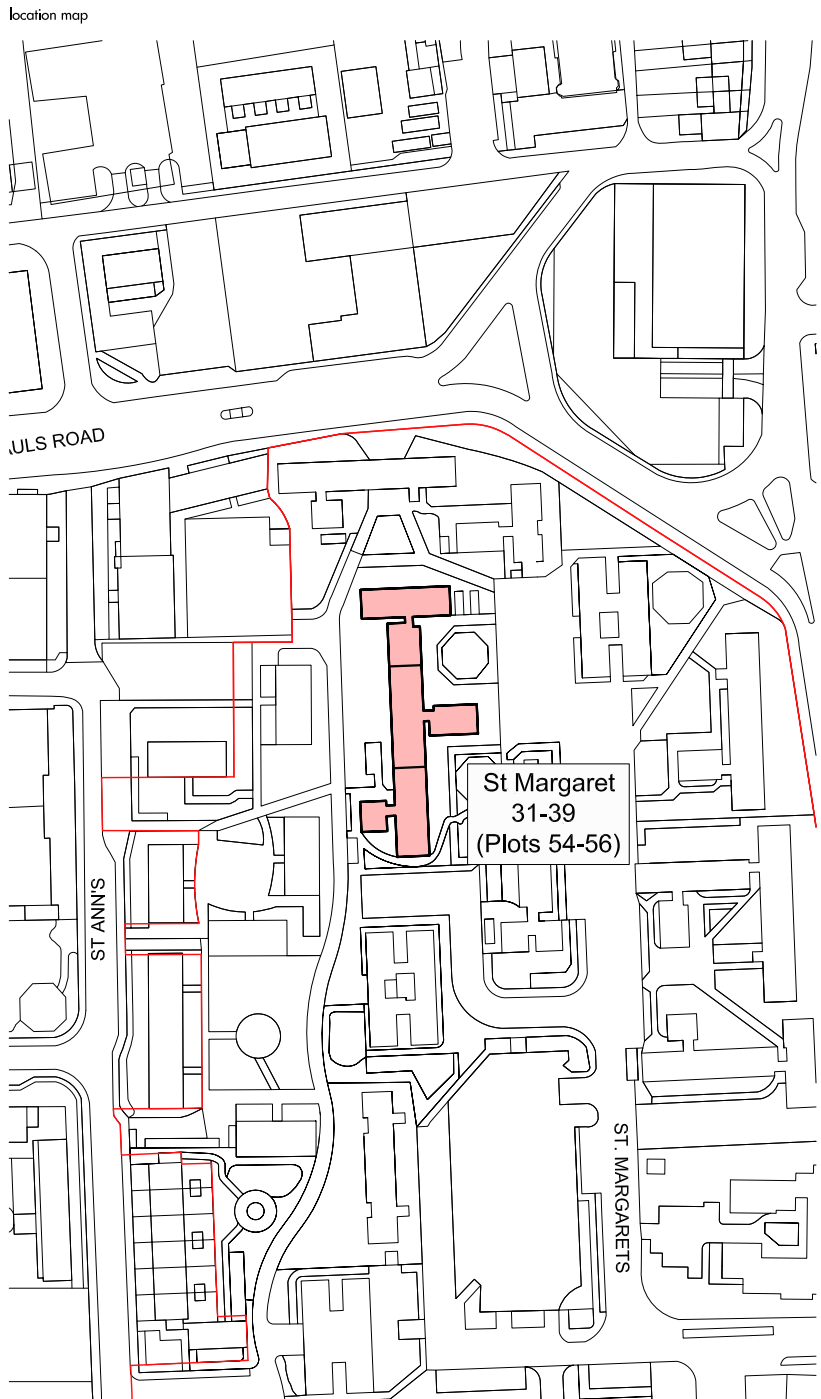 location map
AULS ROAD
St Margaret
31-39
(Plots 54-56)
ST ANN'S
ST. MARGARETS